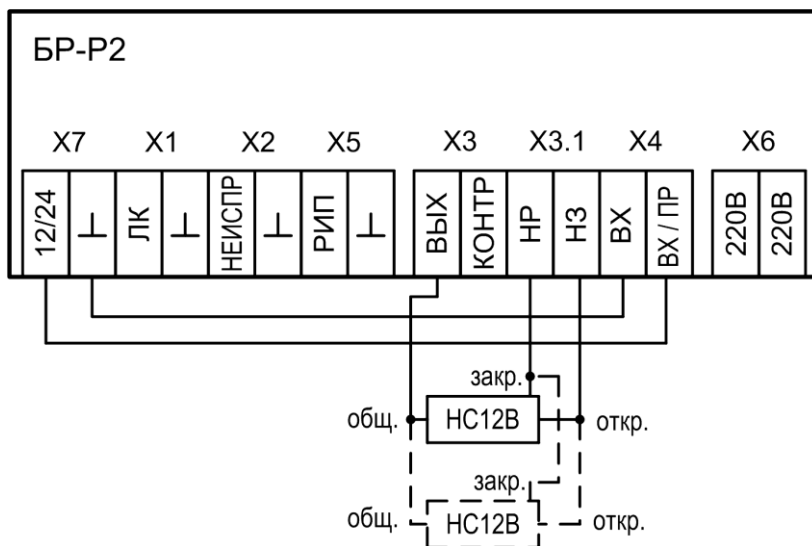 БР-Р2
X7 X1 X2 X5 X3 X3.1 X4 X6
12/24 ⊥ ЛК ⊥ НЕИСПР ⊥ РИП ⊥ ВЫХ КОНТР НР НЗ ВХ ВХ / ПР 220В 220В
закр.
общ. НС12В откр.
закр.
общ. НС12В откр.